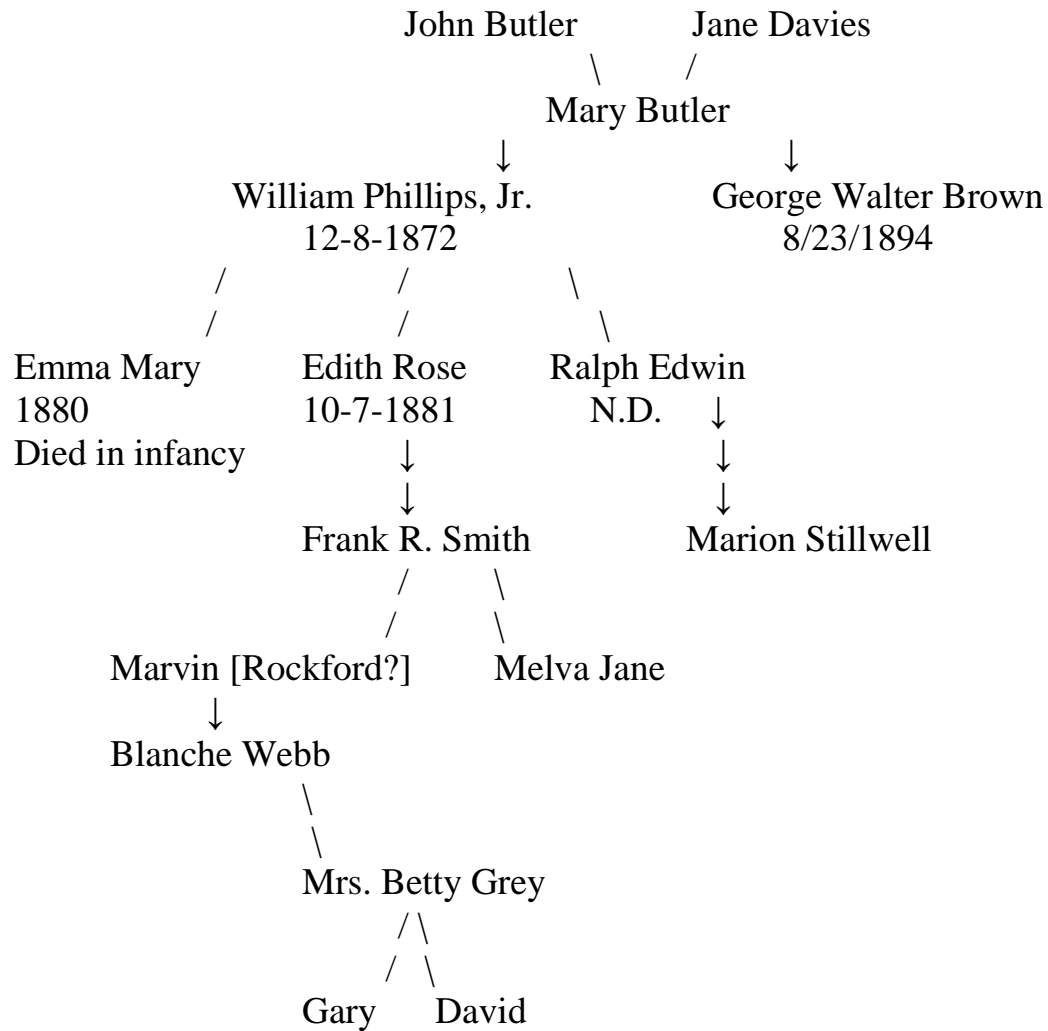 John Butler Jane Davies
Mary Butler
↓ ↓
William Phillips, Jr. George Walter Brown
12-8-1872 8/23/1894
Emma Mary Edith Rose Ralph Edwin
1880 10-7-1881 N.D. ↓
Died in infancy ↓ ↓
↓ ↓
Frank R. Smith Marion Stillwell
Marvin [Rockford?] Melva Jane
↓
Blanche Webb
Mrs. Betty Grey
Gary David